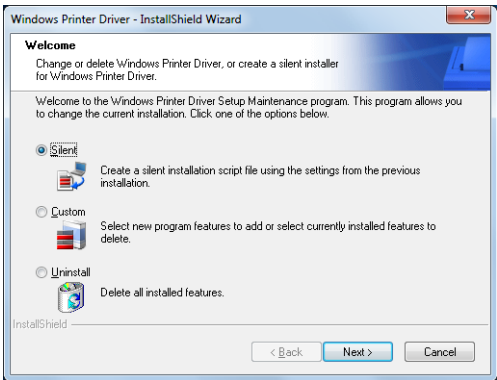 Windows Printer Driver - InstallShield Wizard
Welcome
Change or delete Windows Printer Driver, or create a silent installer
for Windows Printer Driver.
Welcome to the Windows Printer Driver Setup Maintenance program. This program allows you
to change the current installation. Click one of the options below.
Silent
Create a silent installation script file using the settings from the previous
installation.
Custom
Select new program features to add or select currently installed features to
delete.
Uninstall
Delete all installed features.
InstallShield
< Back Next > Cancel